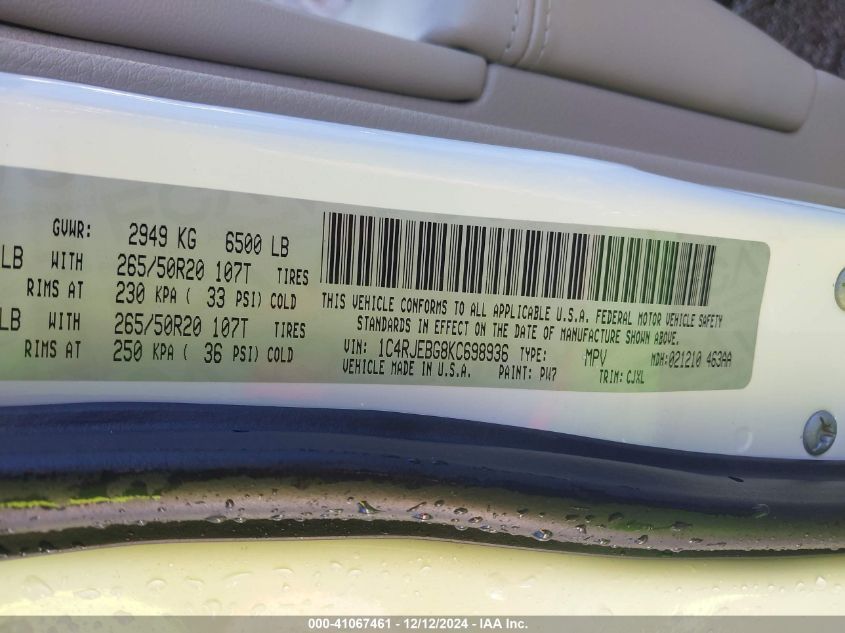 GVWR: 2949 KG 6500 LB
LB WITH 265/50R20 107T TIRES
RIMS AT 230 KPA ( 33 PSI) COLD
LB WITH 265/50R20 107T TIRES
RIMS AT 250 KPA ( 36 PSI) COLD
THIS VEHICLE CONFORMS TO ALL APPLICABLE U.S.A. FEDERAL MOTOR VEHICLE SAFETY
STANDARDS IN EFFECT ON THE DATE OF MANUFACTURE SHOWN ABOVE.
VIN: 1C4RJEBG8KC698936 TYPE: MPV MDH:021210 463AA
VEHICLE MADE IN U.S.A. PAINT: PW7 TRIM: CJXL
000-41067461 - 12/12/2024 - IAA Inc.